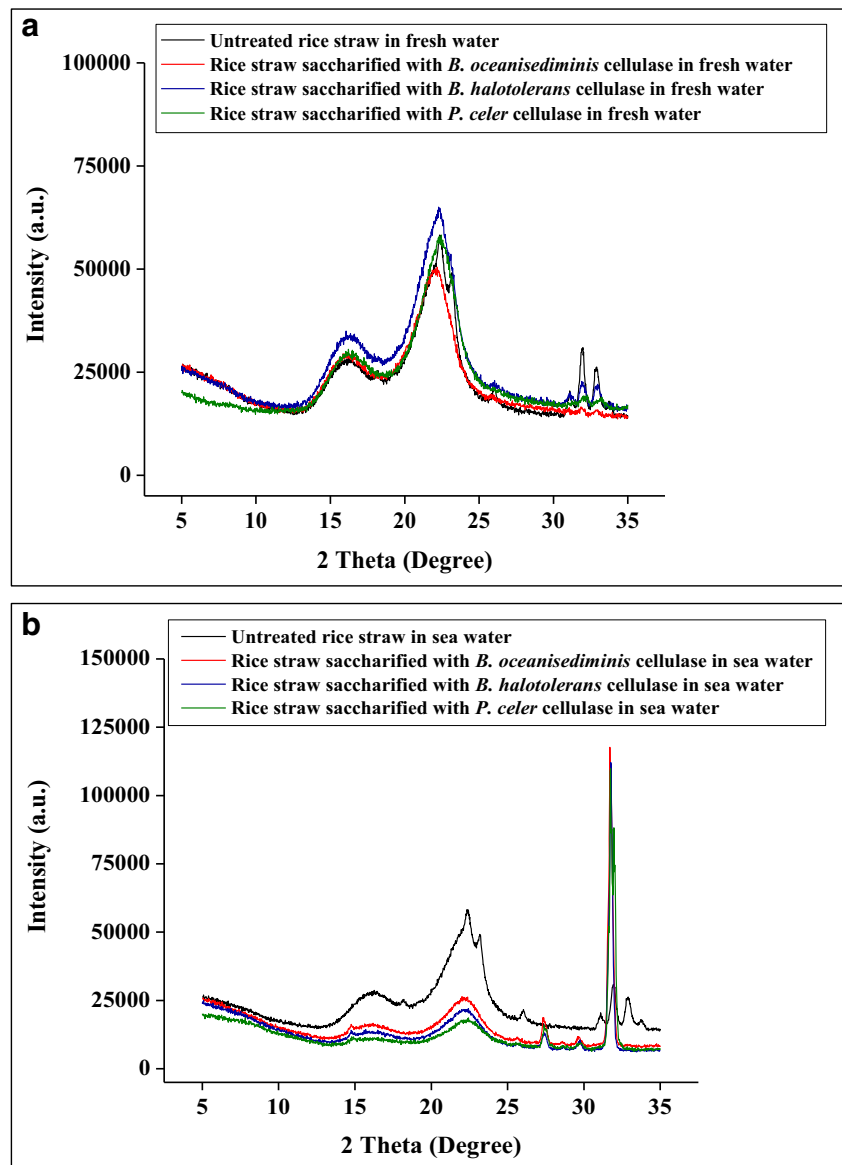 a
Untreated rice straw in fresh water
Rice straw saccharified with B. oceanisediminis cellulase in fresh water
Rice straw saccharified with B. halotolerans cellulase in fresh water
Rice straw saccharified with P. celer cellulase in fresh water
100000
75000
50000
25000
0
Intensity (a.u.)
5 10 15 20 25 30 35
2 Theta (Degree)
b
Untreated rice straw in sea water
Rice straw saccharified with B. oceanisediminis cellulase in sea water
Rice straw saccharified with B. halotolerans cellulase in sea water
Rice straw saccharified with P. celer cellulase in sea water
150000
125000
100000
75000
50000
25000
0
Intensity (a.u.)
5 10 15 20 25 30 35
2 Theta (Degree)